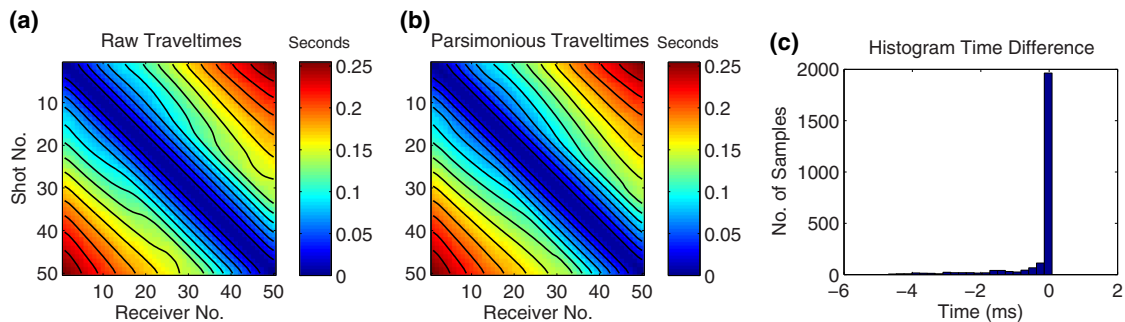 (a)
Raw Traveltimes
Seconds
Shot No.
10
20
30
40
50
10 20 30 40 50
Receiver No.
0.25
0.2
0.15
0.1
0.05
0
(b)
Parsimonious Traveltimes
Seconds
10
20
30
40
50
10 20 30 40 50
Receiver No.
0.25
0.2
0.15
0.1
0.05
0
(c)
Histogram Time Difference
No. of Samples
2000
1500
1000
500
0
−6 −4 −2 0 2
Time (ms)